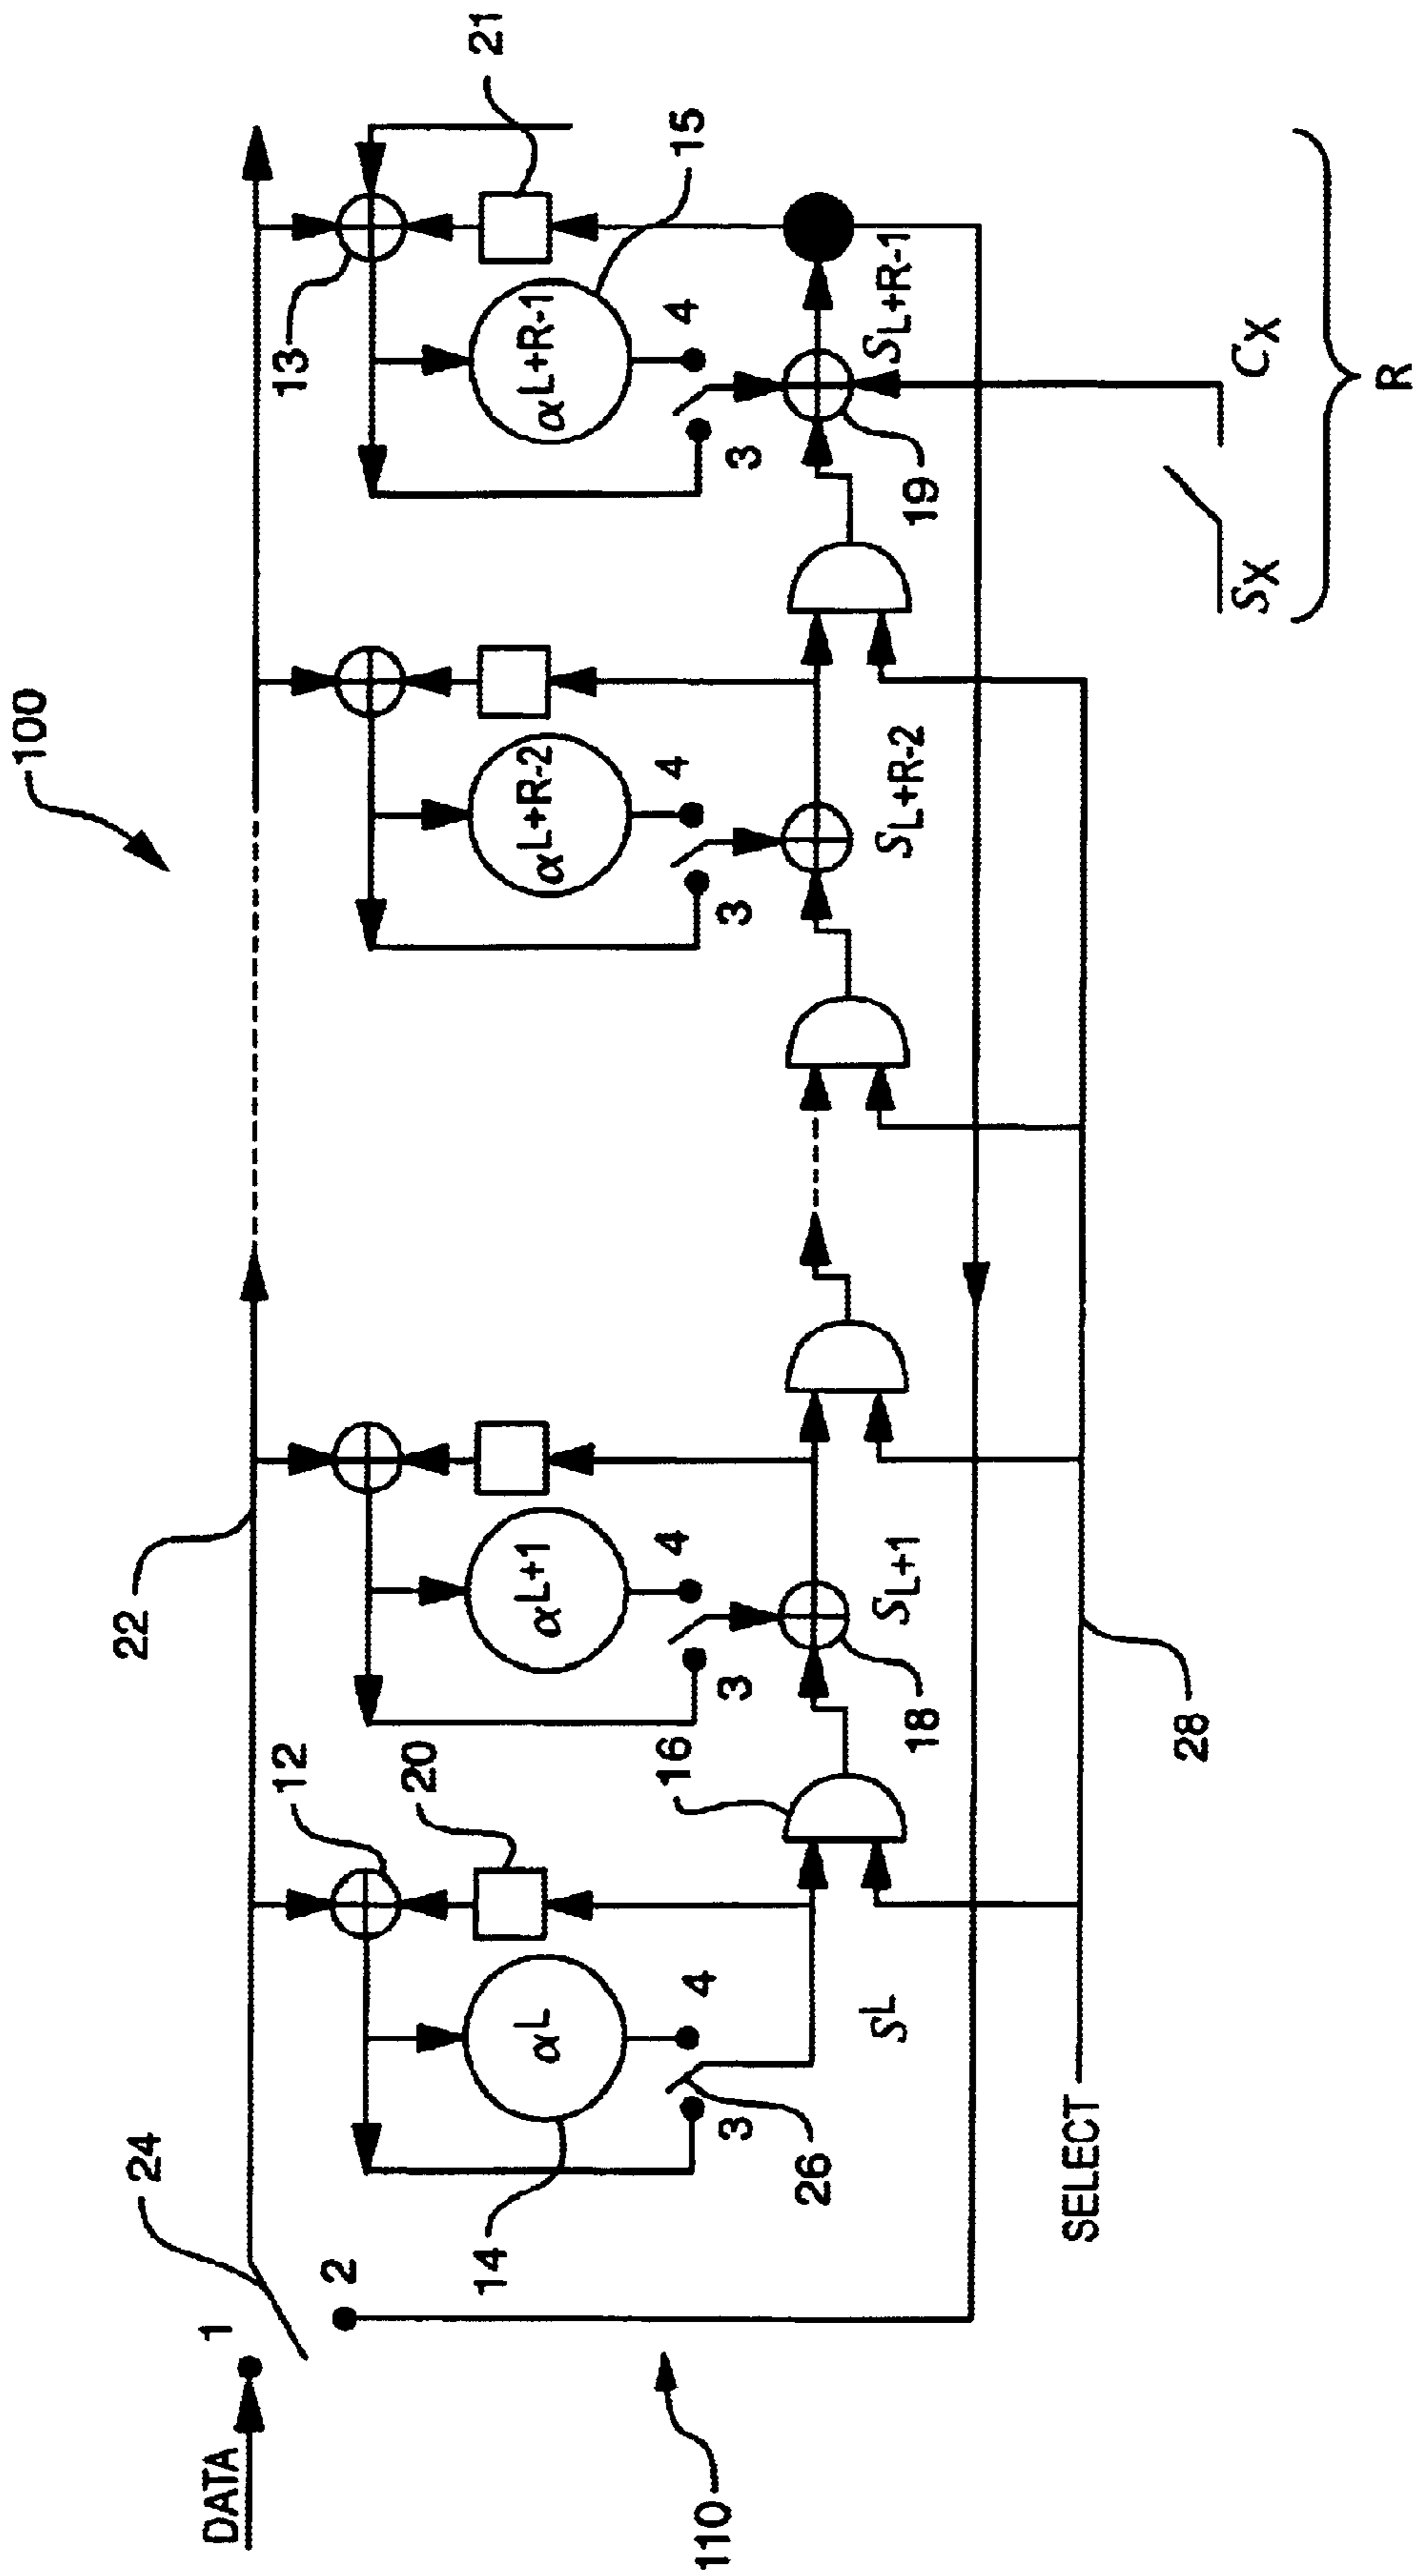 100
DATA
1
24
2
22
12
20
α^L
14
3
4
26
S^L
16
α^{L+1}
3
4
S_{L+1}
18
α^{L+R-2}
3
4
S_{L+R-2}
13
21
α^{L+R-1}
15
3
4
S_{L+R-1}
19
SELECT
28
110
S_X
C_X
R